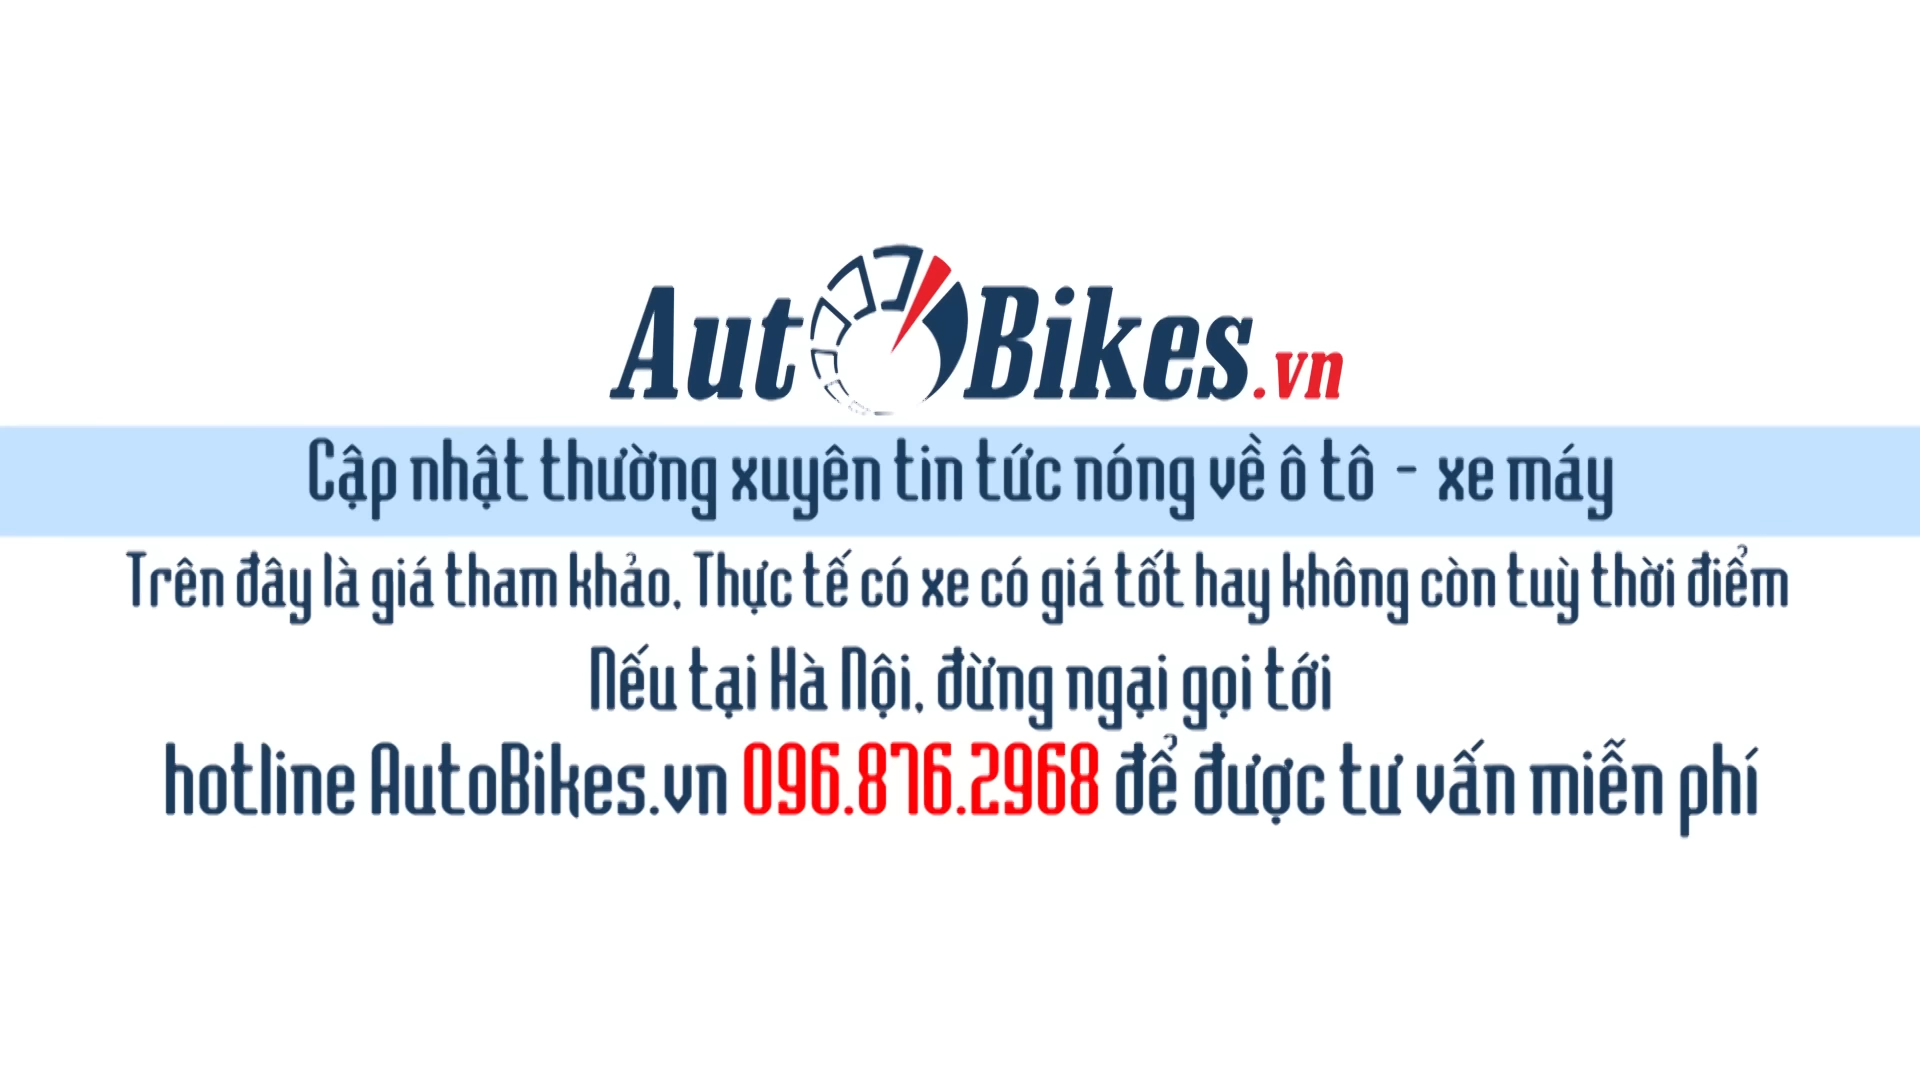 AutoBikes.vn
Cập nhật thường xuyên tin tức nóng về ô tô - xe máy
Trên đây là giá tham khảo, Thực tế có xe có giá tốt hay không còn tuỳ thời điểm
Nếu tại Hà Nội, đừng ngại gọi tới
hotline AutoBikes.vn 096.876.2968 để được tư vấn miễn phí